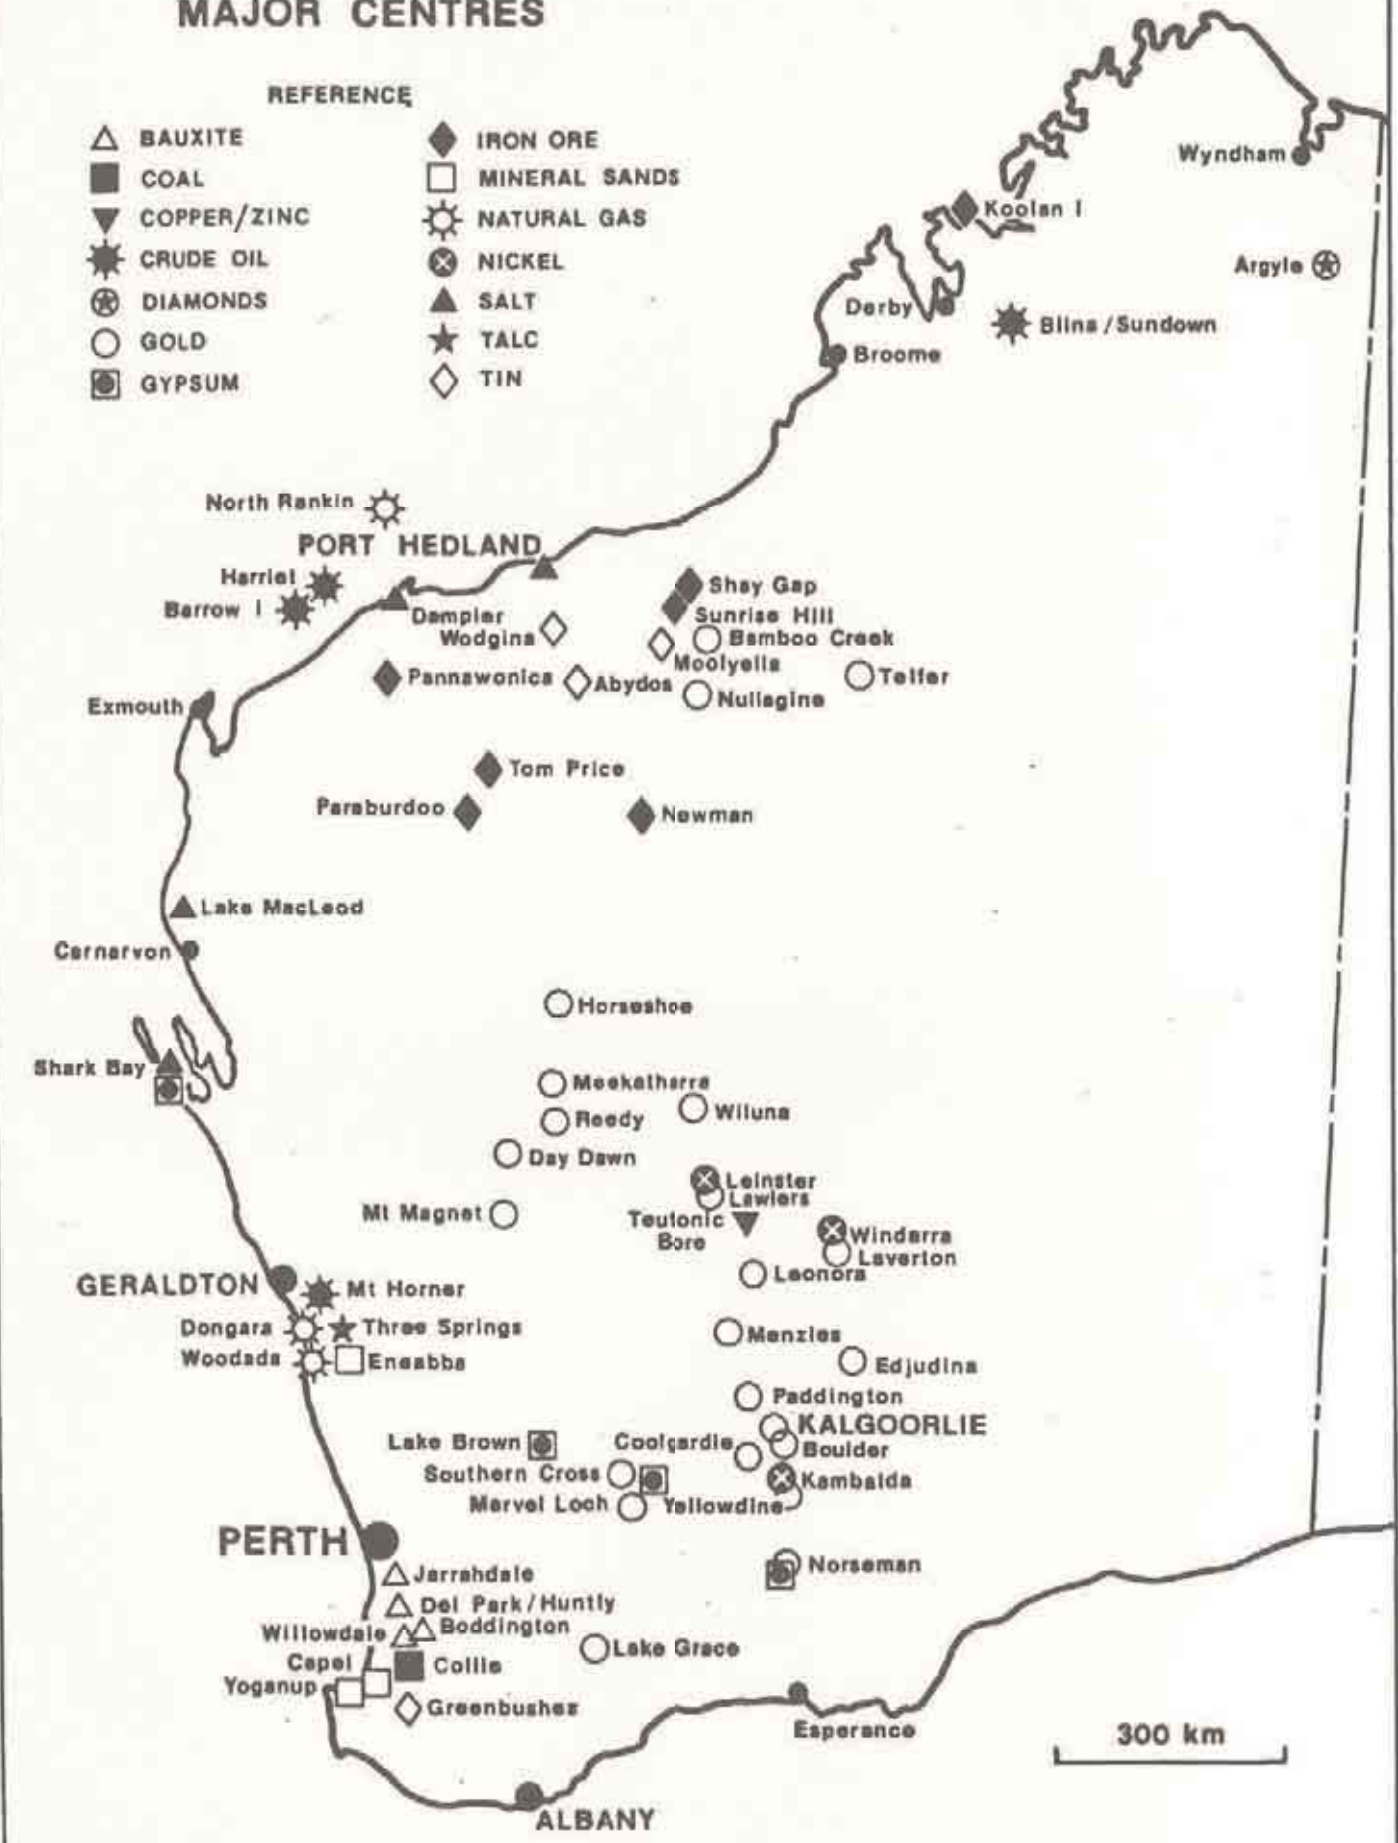 MAJOR CENTRES
REFERENCE
BAUXITE
COAL
COPPER/ZINC
CRUDE OIL
DIAMONDS
GOLD
GYPSUM
IRON ORE
MINERAL SANDS
NATURAL GAS
NICKEL
SALT
TALC
TIN
Wyndham
Koolan I
Argyle
Derby
Blina/Sundown
Broome
North Rankin
PORT HEDLAND
Harriet
Barrow I
Shay Gap
Dampier
Sunrise Hill
Wodgina
Bamboo Creek
Moolyella
Pannawonica
Abydos
Telfer
Nullagine
Exmouth
Tom Price
Paraburdoo
Newman
Lake MacLeod
Carnarvon
Horseshoe
Shark Bay
Meekatharra
Reedy
Wiluna
Day Dawn
Leinster
Lawlers
Mt Magnet
Teutonic
Bore
Windarra
Laverton
Leonora
GERALDTON
Mt Horner
Dongara
Three Springs
Woodada
Eneabba
Menzies
Edjudina
Paddington
KALGOORLIE
Lake Brown
Coolgardie
Boulder
Southern Cross
Kambalda
Marvel Loch
Yellowdine
PERTH
Norseman
Jarrahdale
Del Park/Huntly
Willowdale
Boddington
Lake Grace
Capel
Collie
Yoganup
Greenbushes
Esperance
300 km
ALBANY